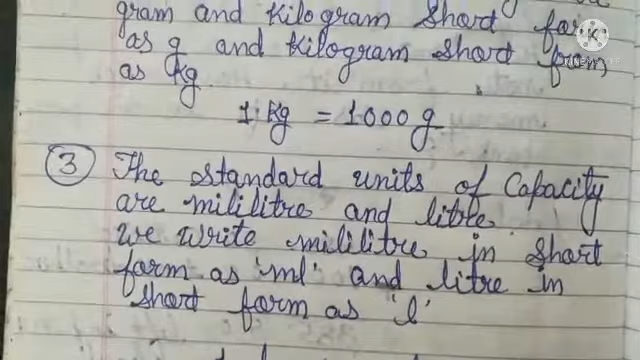 gram and Kilogram Short for
as g and Kilogram short form
as Kg
1 Kg = 1000 g
3 The standard units of Capacity
are mililitre and litre
we write mililitre in short
form as 'ml' and litre in
short form as 'l'